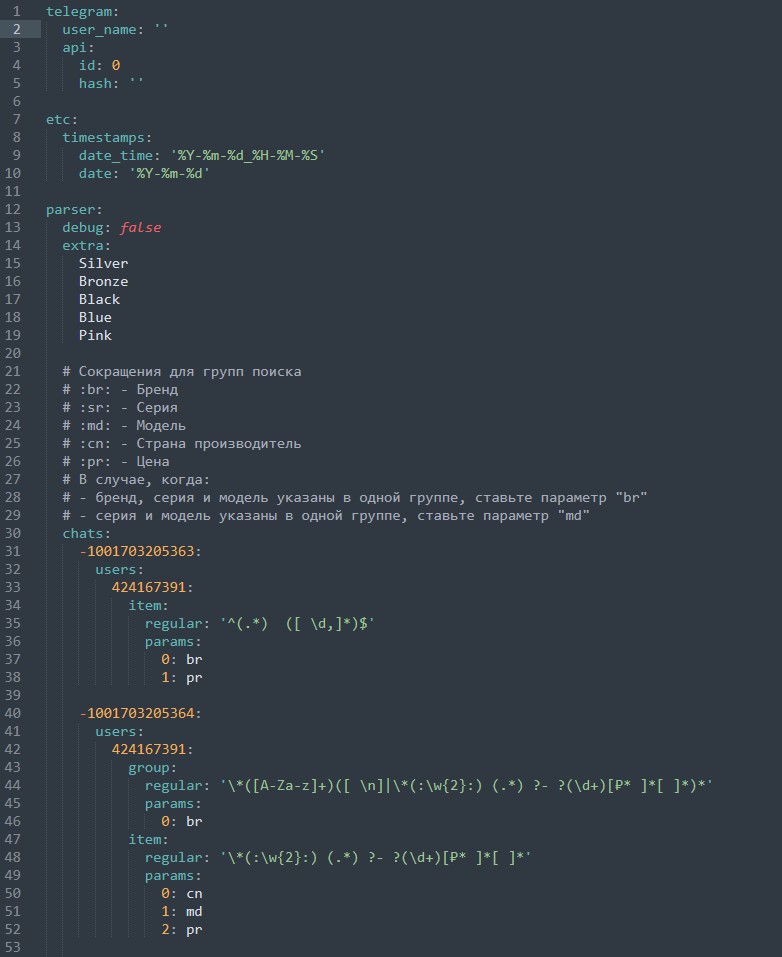 1 telegram:
2 user_name: ''
3 api:
4 id: 0
5 hash: ''
6
7 etc:
8 timestamps:
9 date_time: '%Y-%m-%d_%H-%M-%S'
10 date: '%Y-%m-%d'
11
12 parser:
13 debug: false
14 extra:
15 Silver
16 Bronze
17 Black
18 Blue
19 Pink
20
21 # Сокращения для групп поиска
22 # :br: - Бренд
23 # :sr: - Серия
24 # :md: - Модель
25 # :cn: - Страна производитель
26 # :pr: - Цена
27 # В случае, когда:
28 # - бренд, серия и модель указаны в одной группе, ставьте параметр "br"
29 # - серия и модель указаны в одной группе, ставьте параметр "md"
30 chats:
31 -1001703205363:
32 users:
33 424167391:
34 item:
35 regular: '^(.*)  ([ \d,]*)$'
36 params:
37 0: br
38 1: pr
39
40 -1001703205364:
41 users:
42 424167391:
43 group:
44 regular: '\*([A-Za-z]+)([ \n]|\*(:\w{2}:) (.*) ?- ?(\d+)[₽* ]*[ ]*)*'
45 params:
46 0: br
47 item:
48 regular: '\*(:\w{2}:) (.*) ?- ?(\d+)[₽* ]*[ ]*'
49 params:
50 0: cn
51 1: md
52 2: pr
53